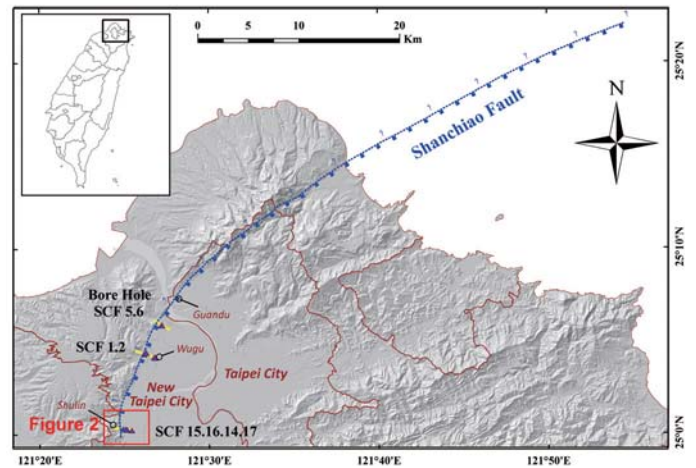 0 5 10 20
Km
25°20'N
25°10'N
25°0'N
N
? ? ? ? ? ? ? ?
Shanchiao Fault
Bore Hole
SCF 5.6
Guandu
SCF 1.2
Wugu
New
Taipei City
Taipei City
Shulin
Figure 2
SCF 15.16.14,17
121°20'E 121°30'E 121°40'E 121°50'E